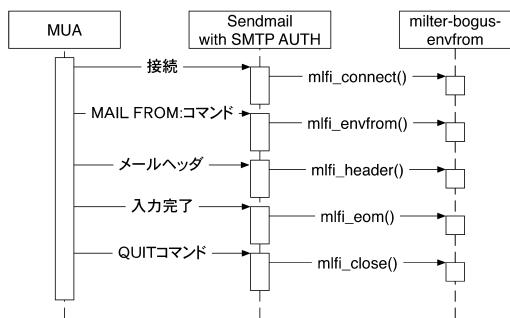 MUA
Sendmail
with SMTP AUTH
milter-bogus-
envfrom
接続
mlfi_connect()
MAIL FROM:コマンド
mlfi_envfrom()
メールヘッダ
mlfi_header()
入力完了
mlfi_eom()
QUITコマンド
mlfi_close()